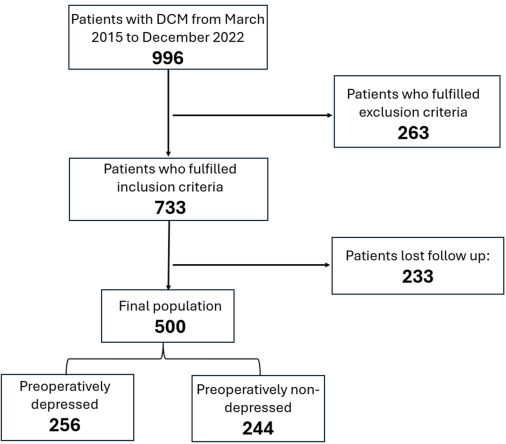 Patients with DCM from March
2015 to December 2022
996
Patients who fulfilled
exclusion criteria
263
Patients who fulfilled
inclusion criteria
733
Patients lost follow up:
233
Final population
500
Preoperatively
depressed
256
Preoperatively non-
depressed
244